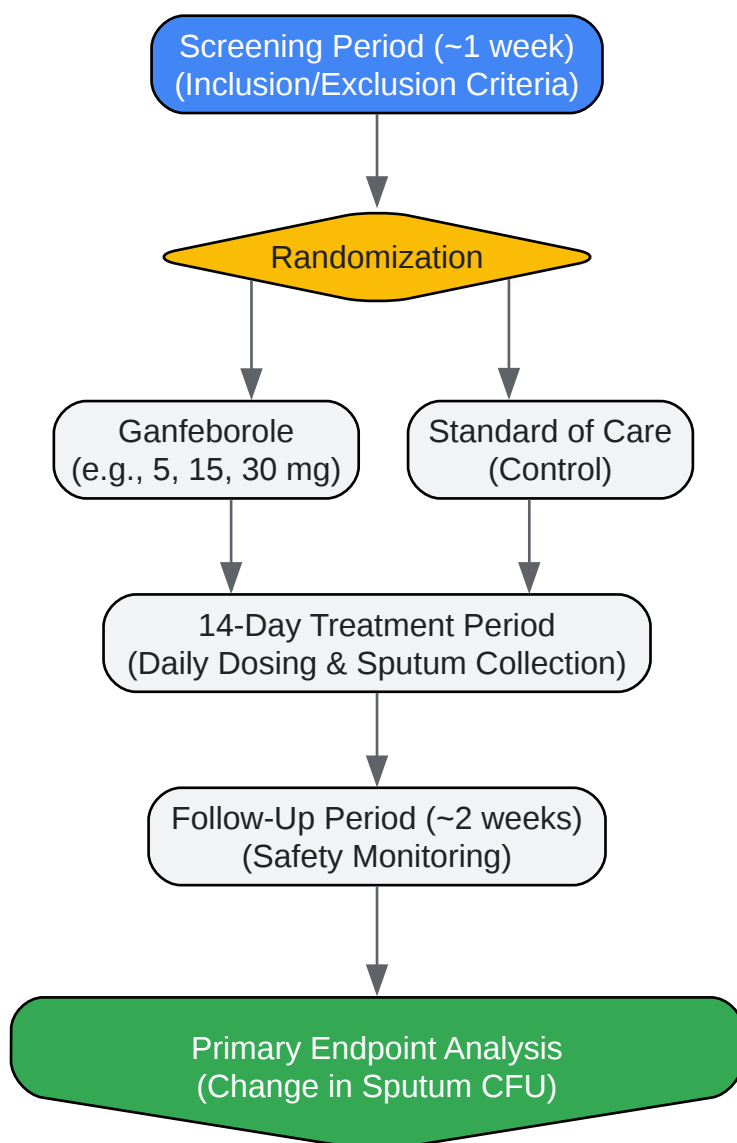 Screening Period (~1 week)
(Inclusion/Exclusion Criteria)
Randomization
Ganfeborole
(e.g., 5, 15, 30 mg)
Standard of Care
(Control)
14-Day Treatment Period
(Daily Dosing & Sputum Collection)
Follow-Up Period (~2 weeks)
(Safety Monitoring)
Primary Endpoint Analysis
(Change in Sputum CFU)